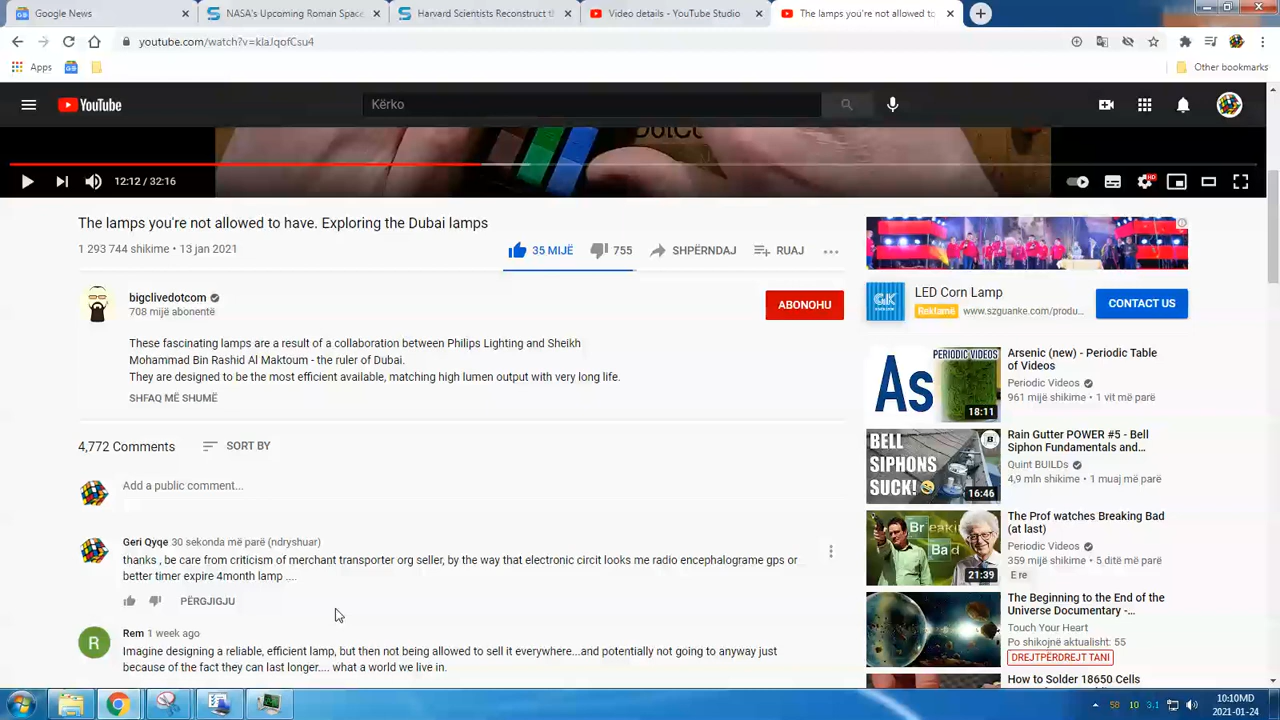 Google News
NASA's Upcoming Roman Space
Harvard Scientists Reconstruct th
Video details - YouTube Studio
The lamps you're not allowed to
youtube.com/watch?v=klaJqofCsu4
Apps
Other bookmarks
YouTube
Kërko
12:12 / 32:16
HD
The lamps you're not allowed to have. Exploring the Dubai lamps
1 293 744 shikime • 13 jan 2021
35 MIJË
755
SHPËRNDAJ
RUAJ
bigclivedotcom
708 mijë abonentë
ABONOHU
These fascinating lamps are a result of a collaboration between Philips Lighting and Sheikh
Mohammad Bin Rashid Al Maktoum - the ruler of Dubai.
They are designed to be the most efficient available, matching high lumen output with very long life.
SHFAQ MË SHUMË
4,772 Comments
SORT BY
Add a public comment...
Geri Qyqe 30 sekonda më parë (ndryshuar)
thanks , be care from criticism of merchant transporter org seller, by the way that electronic circit looks me radio encephalograme gps or
better timer expire 4month lamp ....
PËRGJIGJU
R
Rem 1 week ago
Imagine designing a reliable, efficient lamp, but then not being allowed to sell it everywhere...and potentially not going to anyway just
because of the fact they can last longer.... what a world we live in.
GK
LED Corn Lamp
Reklamë www.szguanke.com/produ...
CONTACT US
As
PERIODIC VIDEOS
18:11
Arsenic (new) - Periodic Table
of Videos
Periodic Videos
961 mijë shikime • 1 vit më parë
BELL
SIPHONS
SUCK!
16:46
Rain Gutter POWER #5 - Bell
Siphon Fundamentals and...
Quint BUILDs
4,9 mln shikime • 1 muaj më parë
Breaking
Bad
21:39
The Prof watches Breaking Bad
(at last)
Periodic Videos
359 mijë shikime • 5 ditë më parë
E re
The Beginning to the End of the
Universe Documentary -...
Touch Your Heart
Po shikojnë aktualisht: 55
DREJTPËRDREJT TANI
How to Solder 18650 Cells
58 10 3.1
10:10MD
2021-01-24